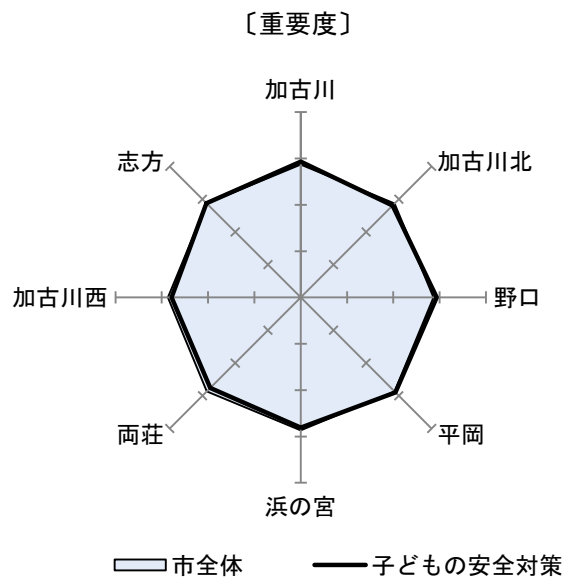 〔重要度〕
加古川
志方
加古川北
加古川西
野口
両荘
平岡
浜の宮
市全体
子どもの安全対策